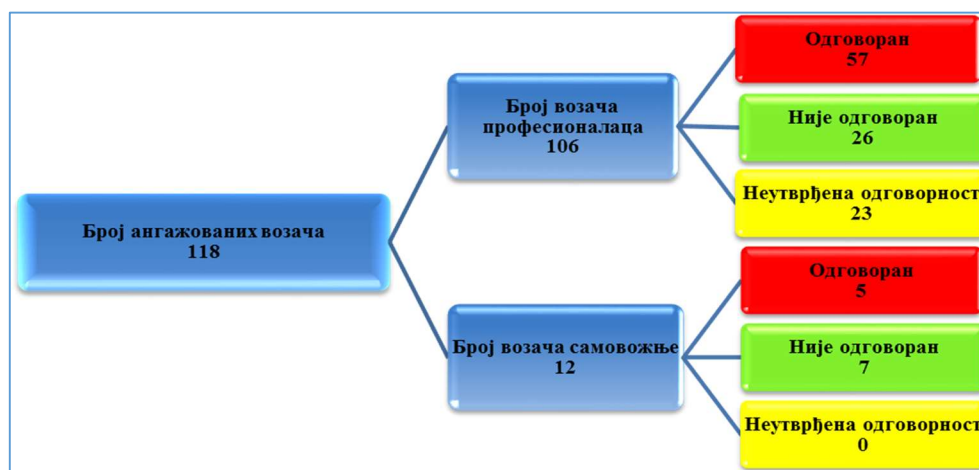 Број ангажованих возача
118
Број возача
професионалаца
106
Одговоран
57
Није одговоран
26
Неутврђена одговорност
23
Број возача самовожње
12
Одговоран
5
Није одговоран
7
Неутврђена одговорност
0